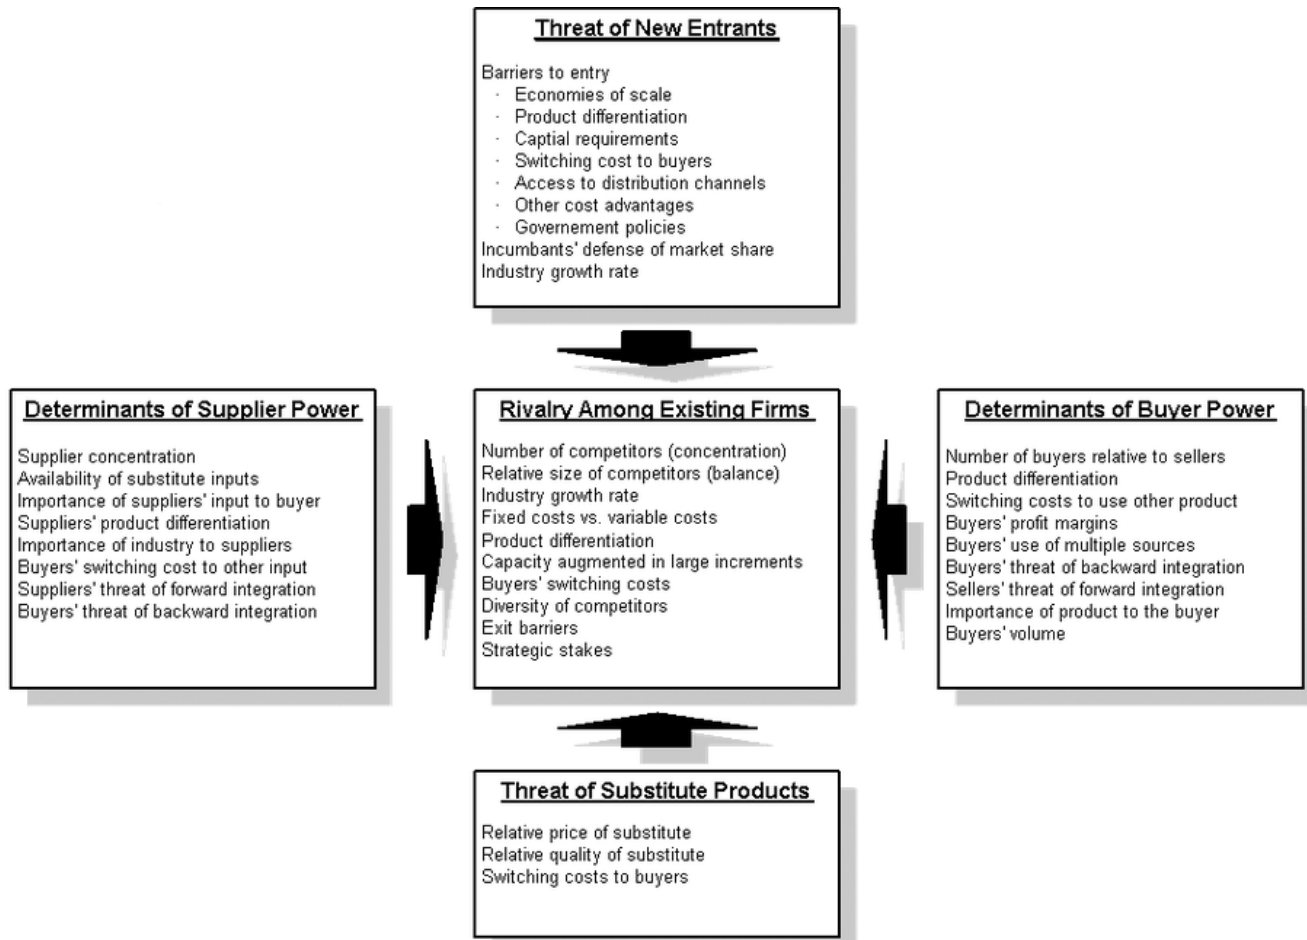 Threat of New Entrants
Barriers to entry
· Economies of scale
· Product differentiation
· Captial requirements
· Switching cost to buyers
· Access to distribution channels
· Other cost advantages
· Governement policies
Incumbants' defense of market share
Industry growth rate
Determinants of Supplier Power
Supplier concentration
Availability of substitute inputs
Importance of suppliers' input to buyer
Suppliers' product differentiation
Importance of industry to suppliers
Buyers' switching cost to other input
Suppliers' threat of forward integration
Buyers' threat of backward integration
Rivalry Among Existing Firms
Number of competitors (concentration)
Relative size of competitors (balance)
Industry growth rate
Fixed costs vs. variable costs
Product differentiation
Capacity augmented in large increments
Buyers' switching costs
Diversity of competitors
Exit barriers
Strategic stakes
Determinants of Buyer Power
Number of buyers relative to sellers
Product differentiation
Switching costs to use other product
Buyers' profit margins
Buyers' use of multiple sources
Buyers' threat of backward integration
Sellers' threat of forward integration
Importance of product to the buyer
Buyers' volume
Threat of Substitute Products
Relative price of substitute
Relative quality of substitute
Switching costs to buyers